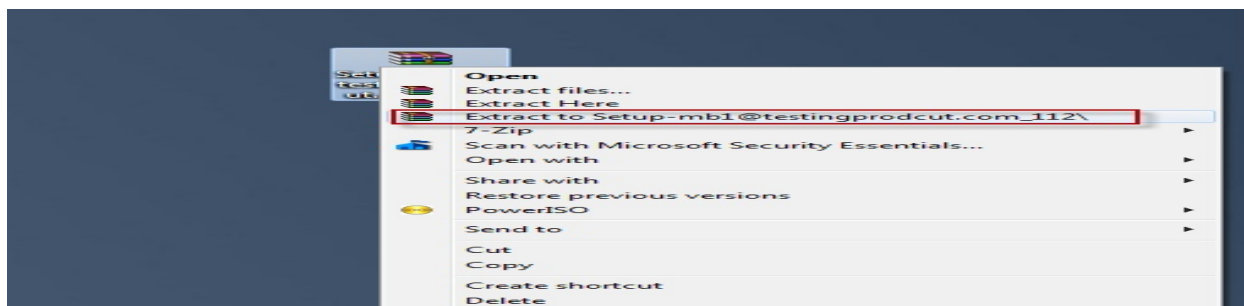 Open
Extract files...
Extract Here
Extract to Setup-mb1@testingprodcut.com_112\
7-Zip
Scan with Microsoft Security Essentials...
Open with
Share with
Restore previous versions
PowerISO
Send to
Cut
Copy
Create shortcut
Delete